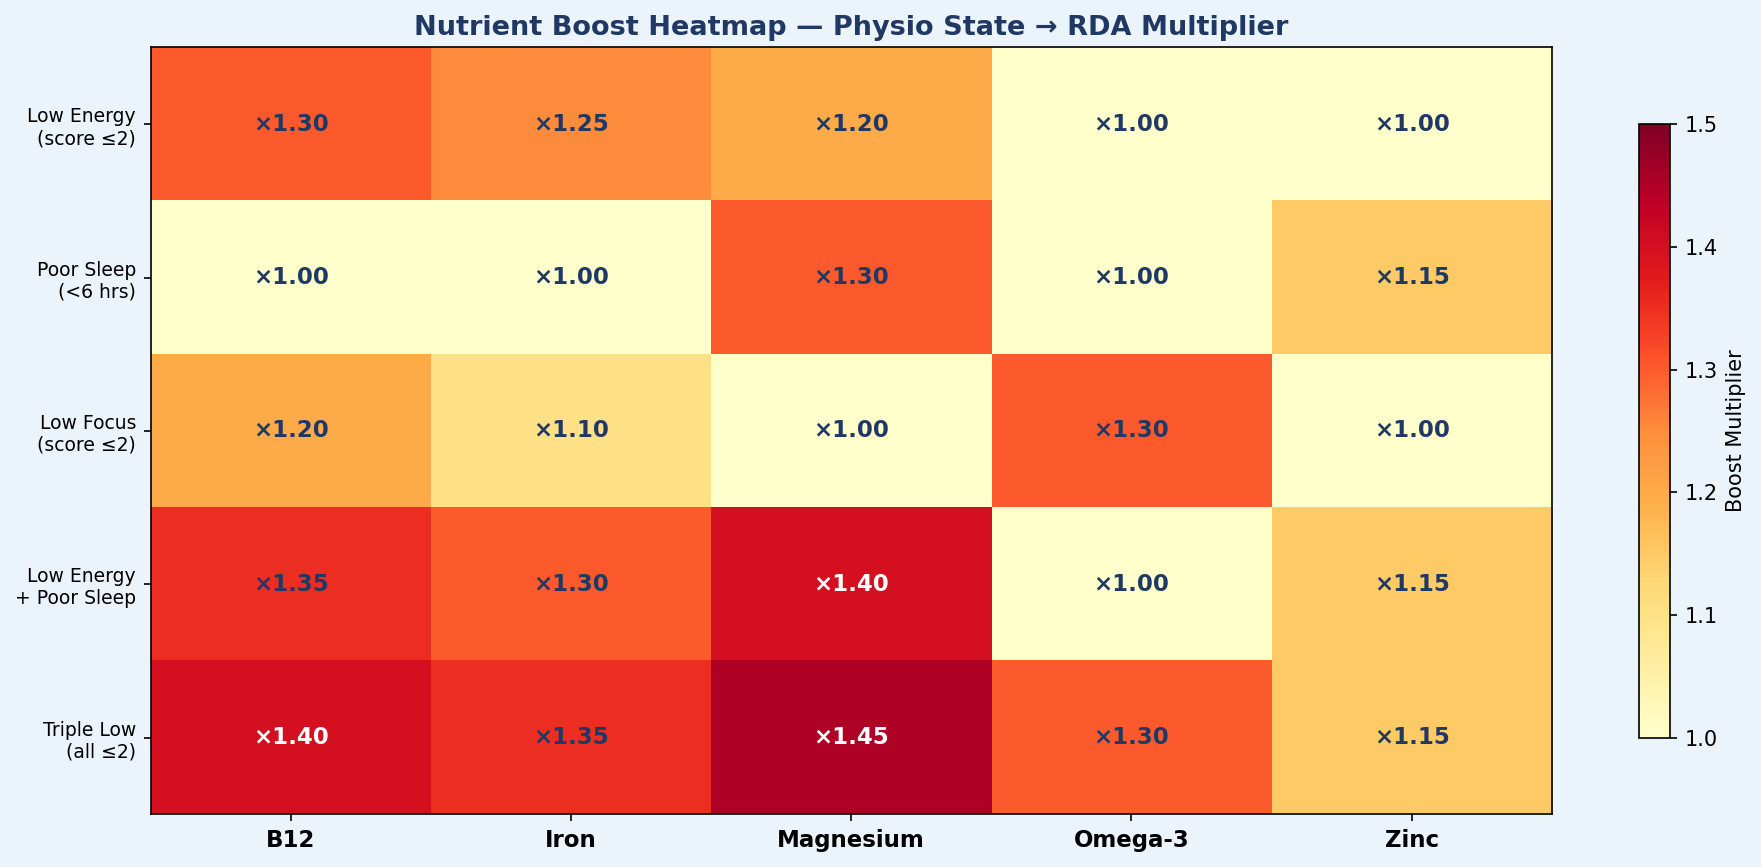 Nutrient Boost Heatmap — Physio State → RDA Multiplier
Low Energy
(score ≤2)
×1.30
×1.25
×1.20
×1.00
×1.00
Poor Sleep
(<6 hrs)
×1.00
×1.00
×1.30
×1.00
×1.15
Low Focus
(score ≤2)
×1.20
×1.10
×1.00
×1.30
×1.00
Low Energy
+ Poor Sleep
×1.35
×1.30
×1.40
×1.00
×1.15
Triple Low
(all ≤2)
×1.40
×1.35
×1.45
×1.30
×1.15
B12
Iron
Magnesium
Omega-3
Zinc
1.5
1.4
1.3
1.2
1.1
1.0
Boost Multiplier